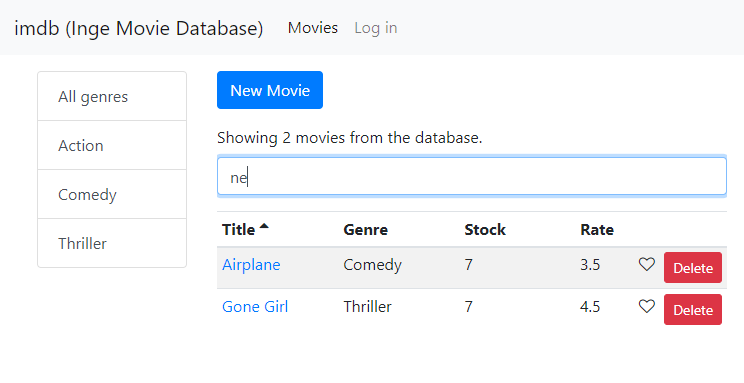 imdb (Inge Movie Database) Movies Log in
All genres
Action
Comedy
Thriller
New Movie
Showing 2 movies from the database.
ne
Title Genre Stock Rate
Airplane Comedy 7 3.5 Delete
Gone Girl Thriller 7 4.5 Delete